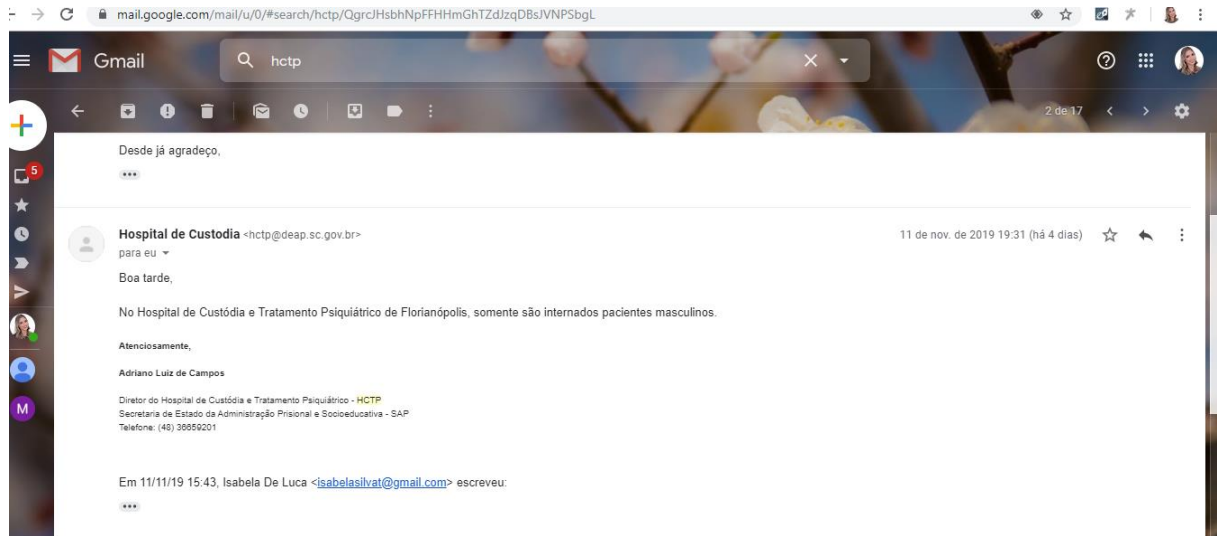 mail.google.com/mail/u/0/#search/hctp/QgrcJHsbhNpFFHHmGhTZdJzqDBsJVNPSbgL
Gmail
hctp
2 de 17
5
Desde já agradeço,
Hospital de Custodia <hctp@deap.sc.gov.br>
11 de nov. de 2019 19:31 (há 4 dias)
para eu
Boa tarde,
No Hospital de Custódia e Tratamento Psiquiátrico de Florianópolis, somente são internados pacientes masculinos.
Atenciosamente,
Adriano Luiz de Campos
Diretor do Hospital de Custódia e Tratamento Psiquiátrico - HCTP
Secretaria de Estado da Administração Prisional e Socioeducativa - SAP
Telefone: (48) 36659201
M
Em 11/11/19 15:43, Isabela De Luca <isabelasilvat@gmail.com> escreveu: